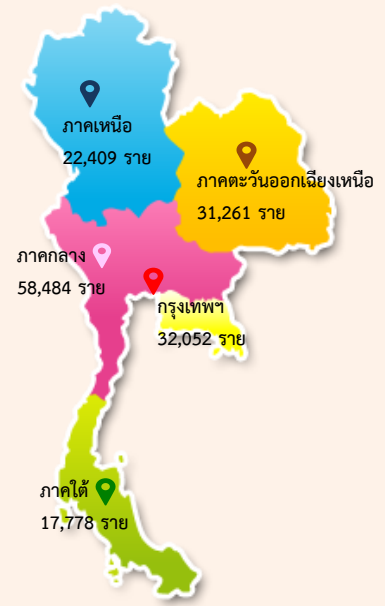 ภาคเหนือ
22,409 ราย
ภาคตะวันออกเฉียงเหนือ
31,261 ราย
ภาคกลาง
58,484 ราย
กรุงเทพฯ
32,052 ราย
ภาคใต้
17,778 ราย